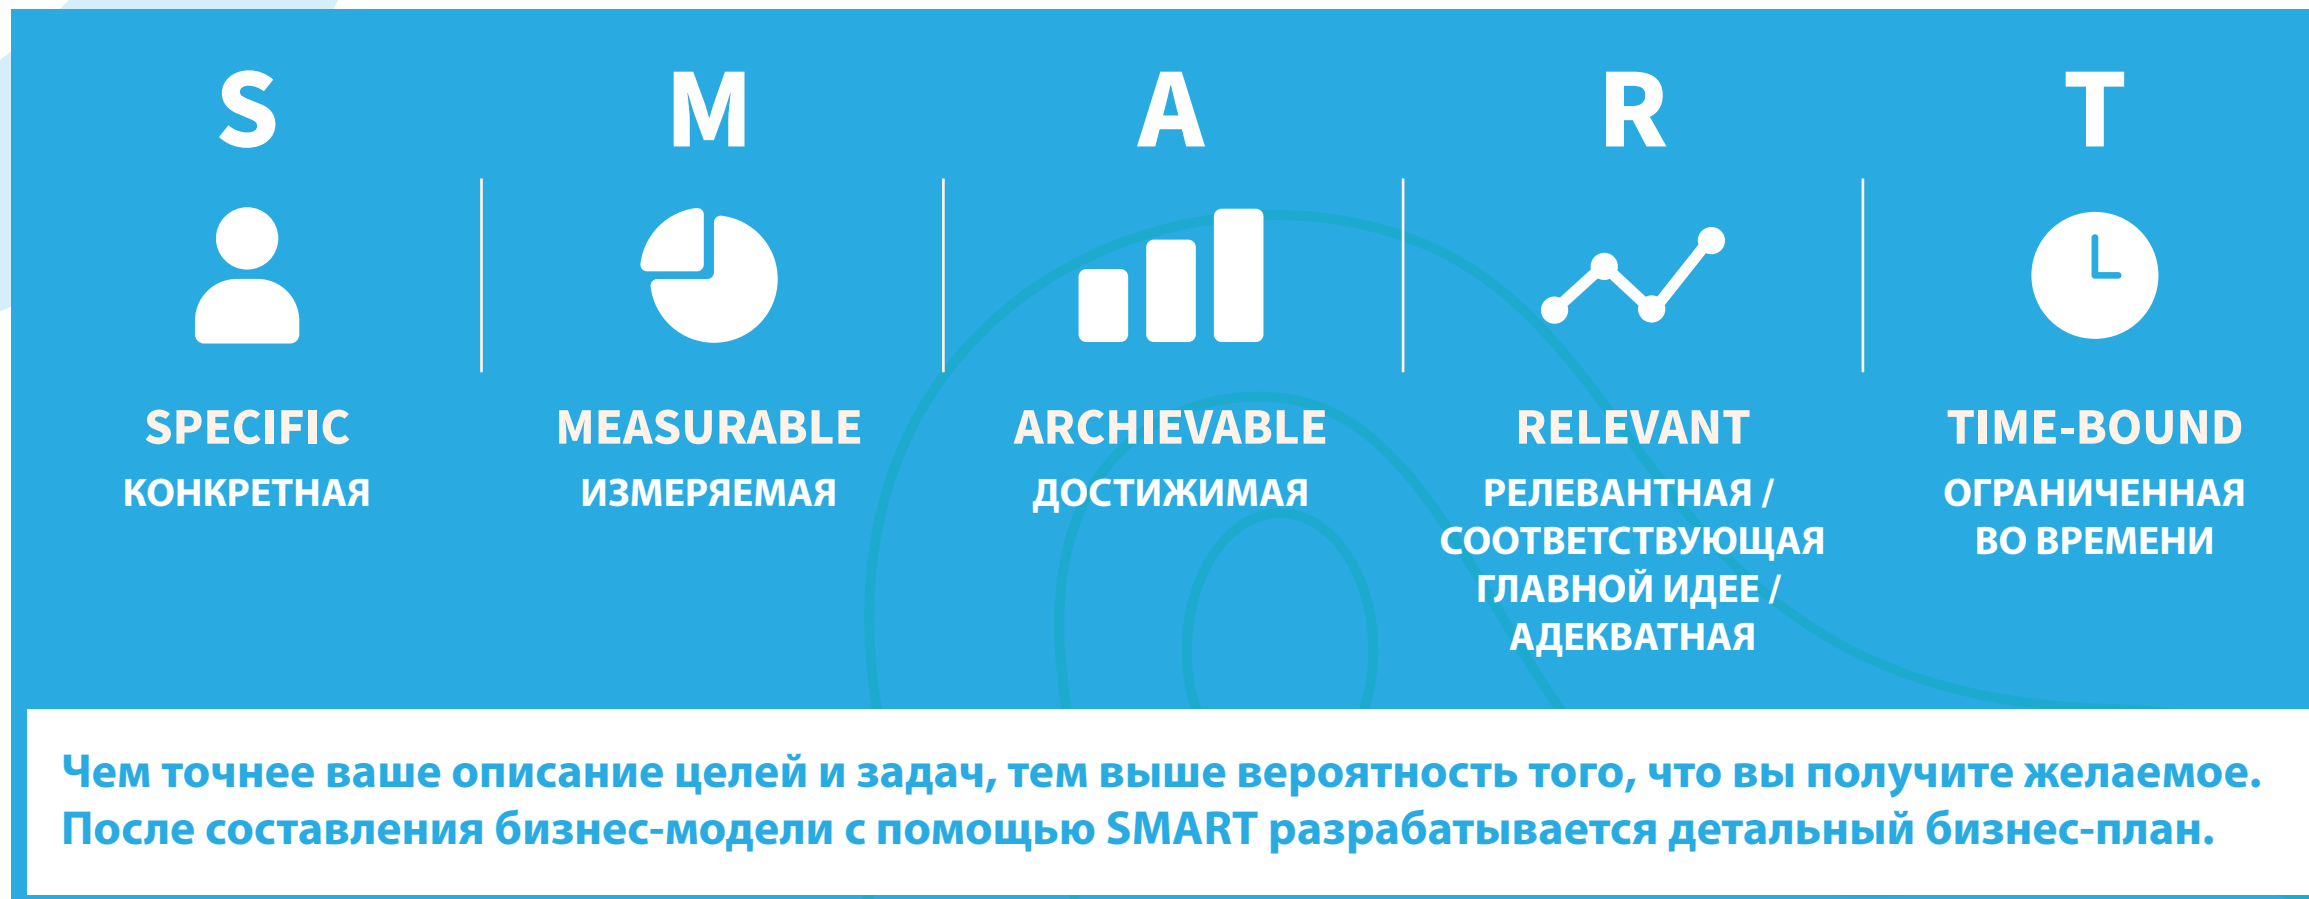 S M A R T
SPECIFIC MEASURABLE ARCHIEVABLE RELEVANT TIME-BOUND
КОНКРЕТНАЯ ИЗМЕРЯЕМАЯ ДОСТИЖИМАЯ РЕЛЕВАНТНАЯ / ОГРАНИЧЕННАЯ
СООТВЕТСТВУЮЩАЯ ВО ВРЕМЕНИ
ГЛАВНОЙ ИДЕЕ /
АДЕКВАТНАЯ
Чем точнее ваше описание целей и задач, тем выше вероятность того, что вы получите желаемое.
После составления бизнес-модели с помощью SMART разрабатывается детальный бизнес-план.